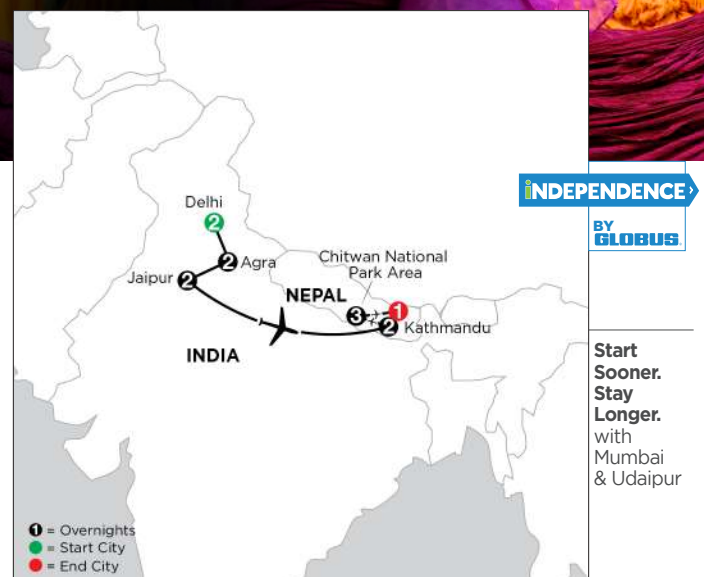 Delhi
2
2
Agra
Jaipur
2
Chitwan National
Park Area
NEPAL
3
1
2
Kathmandu
INDIA
1 = Overnights
= Start City
= End City
iNDEPENDENCE
BY
GLOBUS.
Start
Sooner.
Stay
Longer.
with
Mumbai
& Udaipur